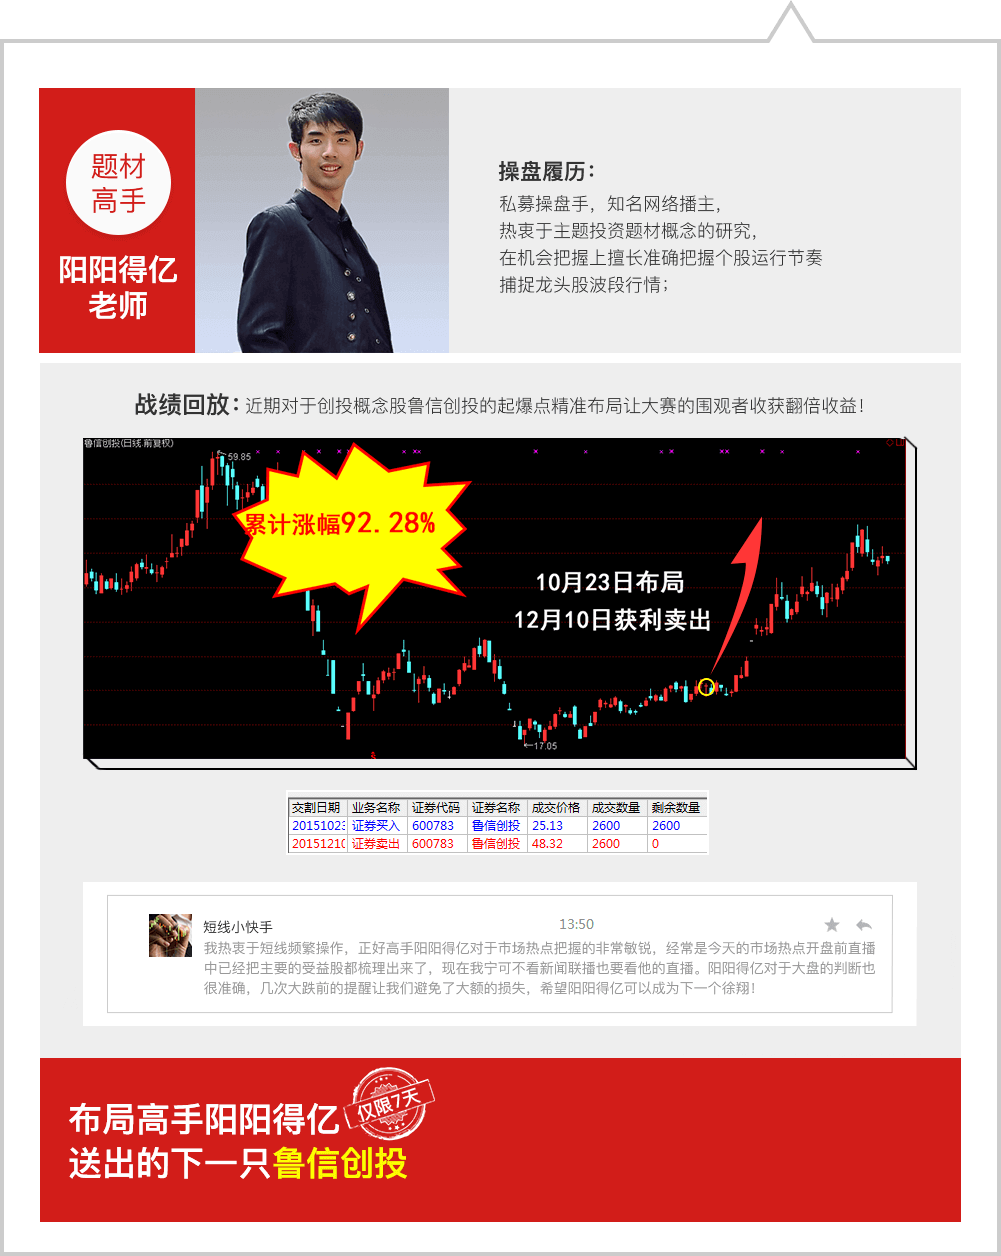 题材
高手
阳阳得亿
老师
操盘履历：
私募操盘手，知名网络播主，
热衷于主题投资题材概念的研究，
在机会把握上擅长准确把握个股运行节奏
捕捉龙头股波段行情；
战绩回放：近期对于创投概念股鲁信创投的起爆点精准布局让大赛的围观者收获翻倍收益！
鲁信创投(日线.前复权)
59.85
累计涨幅92.28%
10月23日布局
12月10日获利卖出
17.05
交割日期 业务名称 证券代码 证券名称 成交价格 成交数量 剩余数量
2015102 证券买入 600783 鲁信创投 25.13 2600 2600
2015121 证券卖出 600783 鲁信创投 48.32 2600 0
短线小快手 13:50
我热衷于短线频繁操作，正好高手阳阳得亿对于市场热点把握的非常敏锐，经常是今天的市场热点开盘前直播
中已经把主要的受益股都梳理出来了，现在我宁可不看新闻联播也要看他的直播。阳阳得亿对于大盘的判断也
很准确，几次大跌前的提醒让我们避免了大额的损失，希望阳阳得亿可以成为下一个徐翔！
布局高手阳阳得亿
仅限7天
送出的下一只鲁信创投